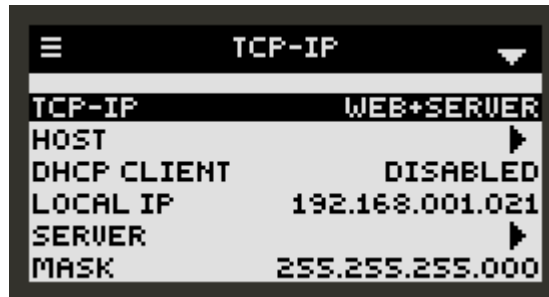 TCP-IP
TCP-IP WEB+SERVER
HOST
DHCP CLIENT DISABLED
LOCAL IP 192.168.001.021
SERVER
MASK 255.255.255.000